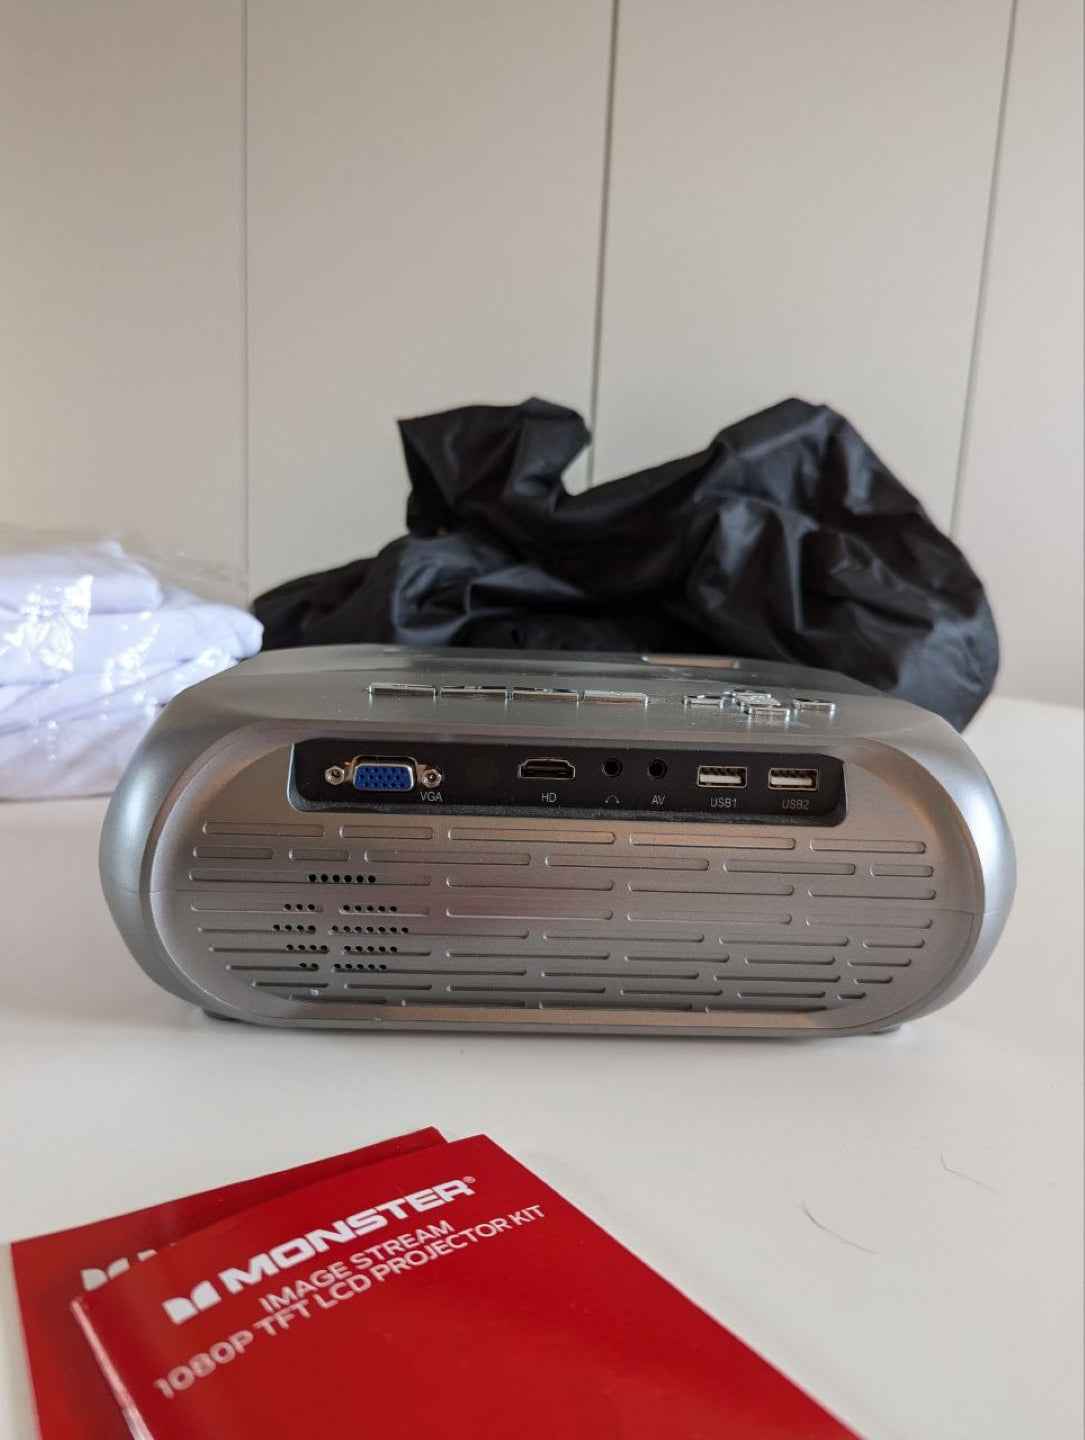 VGA
HD
AV
USB1
USB2
MONSTER®
IMAGE STREAM
1080P TFT LCD PROJECTOR KIT